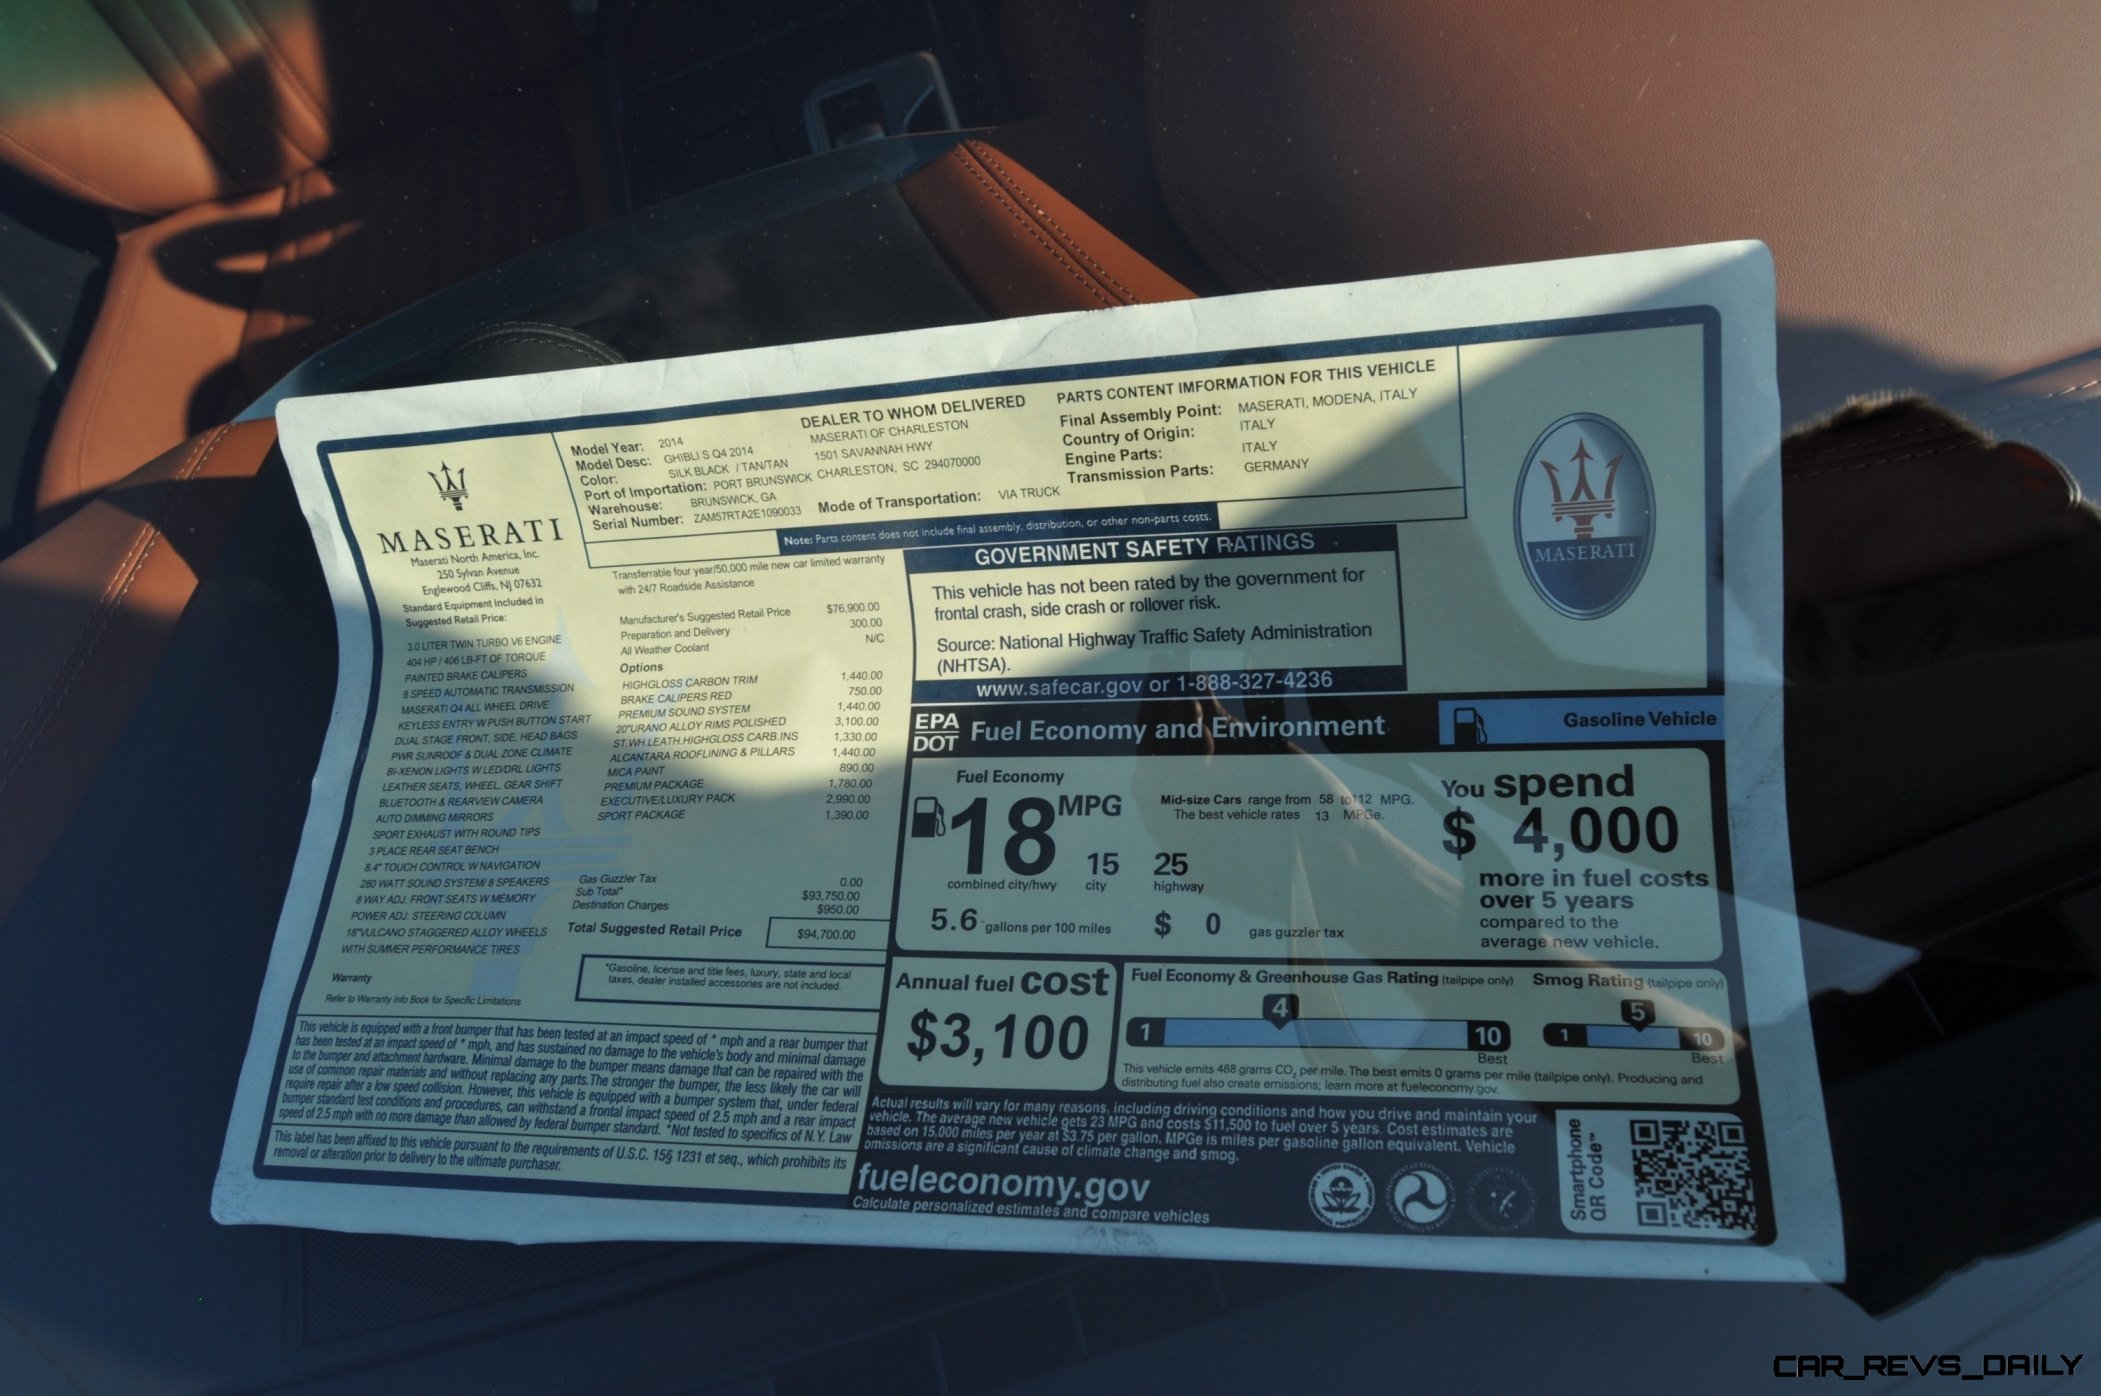 MASERATI
Maserati North America, Inc.
250 Sylvan Avenue
Englewood Cliffs, NJ 07632
Standard Equipment Included in
Suggested Retail Price:
3.0 LITER TWIN TURBO V6 ENGINE
404 HP / 406 LB-FT OF TORQUE
PAINTED BRAKE CALIPERS
8 SPEED AUTOMATIC TRANSMISSION
MASERATI Q4 ALL WHEEL DRIVE
KEYLESS ENTRY W PUSH BUTTON START
DUAL STAGE FRONT, SIDE, HEAD BAGS
PWR SUNROOF & DUAL ZONE CLIMATE
BI-XENON LIGHTS W LED/DRL LIGHTS
LEATHER SEATS, WHEEL, GEAR SHIFT
BLUETOOTH & REARVIEW CAMERA
AUTO DIMMING MIRRORS
SPORT EXHAUST WITH ROUND TIPS
3 PLACE REAR SEAT BENCH
8.4" TOUCH CONTROL W NAVIGATION
280 WATT SOUND SYSTEM/ 8 SPEAKERS
8 WAY ADJ. FRONT SEATS W MEMORY
POWER ADJ. STEERING COLUMN
18"VULCANO STAGGERED ALLOY WHEELS
WITH SUMMER PERFORMANCE TIRES
Warranty
Refer to Warranty Info Book for Specific Limitations
Model Year: 2014
Model Desc: GHIBLI S Q4 2014
Color: SILK BLACK / TAN/TAN
Port of Importation: PORT BRUNSWICK
Warehouse: BRUNSWICK, GA
Serial Number: ZAM57RTA2E1090033
DEALER TO WHOM DELIVERED
MASERATI OF CHARLESTON
1501 SAVANNAH HWY
CHARLESTON, SC 294070000
Mode of Transportation: VIA TRUCK
PARTS CONTENT IMFORMATION FOR THIS VEHICLE
Final Assembly Point: MASERATI, MODENA, ITALY
Country of Origin: ITALY
Engine Parts: ITALY
Transmission Parts: GERMANY
Note: Parts content does not include final assembly, distribution, or other non-parts costs.
Transferrable four year/50,000 mile new car limited warranty
with 24/7 Roadside Assistance
Manufacturer's Suggested Retail Price $76,900.00
Preparation and Delivery 300.00
All Weather Coolant N/C
Options
HIGHGLOSS CARBON TRIM 1,440.00
BRAKE CALIPERS RED 750.00
PREMIUM SOUND SYSTEM 1,440.00
20"URANO ALLOY RIMS POLISHED 3,100.00
ST.WH.LEATH.HIGHGLOSS CARB.INS 1,330.00
ALCANTARA ROOFLINING & PILLARS 1,440.00
MICA PAINT 890.00
PREMIUM PACKAGE 1,780.00
EXECUTIVE/LUXURY PACK 2,990.00
SPORT PACKAGE 1,390.00
Gas Guzzler Tax 0.00
Sub Total* $93,750.00
Destination Charges $950.00
Total Suggested Retail Price $94,700.00
*Gasoline, license and title fees, luxury, state and local
taxes, dealer installed accessories are not included.
This vehicle is equipped with a front bumper that has been tested at an impact speed of * mph and a rear bumper that
has been tested at an impact speed of * mph, and has sustained no damage to the vehicle's body and minimal damage
to the bumper and attachment hardware. Minimal damage to the bumper means damage that can be repaired with the
use of common repair materials and without replacing any parts.The stronger the bumper, the less likely the car will
require repair after a low speed collision. However, this vehicle is equipped with a bumper system that, under federal
bumper standard test conditions and procedures, can withstand a frontal impact speed of 2.5 mph and a rear impact
speed of 2.5 mph with no more damage than allowed by federal bumper standard. *Not tested to specifics of N.Y. Law
This label has been affixed to this vehicle pursuant to the requirements of U.S.C. 15§ 1231 et seq., which prohibits its
removal or alteration prior to delivery to the ultimate purchaser.
GOVERNMENT SAFETY RATINGS
This vehicle has not been rated by the government for
frontal crash, side crash or rollover risk.
Source: National Highway Traffic Safety Administration
(NHTSA).
www.safecar.gov or 1-888-327-4236
MASERATI
EPA
DOT
Fuel Economy and Environment
Gasoline Vehicle
Fuel Economy
18 MPG
combined city/hwy
15
city
25
highway
Mid-size Cars range from 58 to112 MPG.
The best vehicle rates 13 MPGe.
5.6 gallons per 100 miles
$ 0 gas guzzler tax
You spend
$ 4,000
more in fuel costs
over 5 years
compared to the
average new vehicle.
Annual fuel cost
$3,100
Fuel Economy & Greenhouse Gas Rating (tailpipe only)
1
4
10
Best
Smog Rating (tailpipe only)
1
5
10
Best
This vehicle emits 488 grams CO2 per mile. The best emits 0 grams per mile (tailpipe only). Producing and
distributing fuel also create emissions; learn more at fueleconomy.gov.
Actual results will vary for many reasons, including driving conditions and how you drive and maintain your
vehicle. The average new vehicle gets 23 MPG and costs $11,500 to fuel over 5 years. Cost estimates are
based on 15,000 miles per year at $3.75 per gallon. MPGe is miles per gasoline gallon equivalent. Vehicle
emissions are a significant cause of climate change and smog.
fueleconomy.gov
Calculate personalized estimates and compare vehicles
Smartphone
QR Code™
CAR_REVS_DAILY